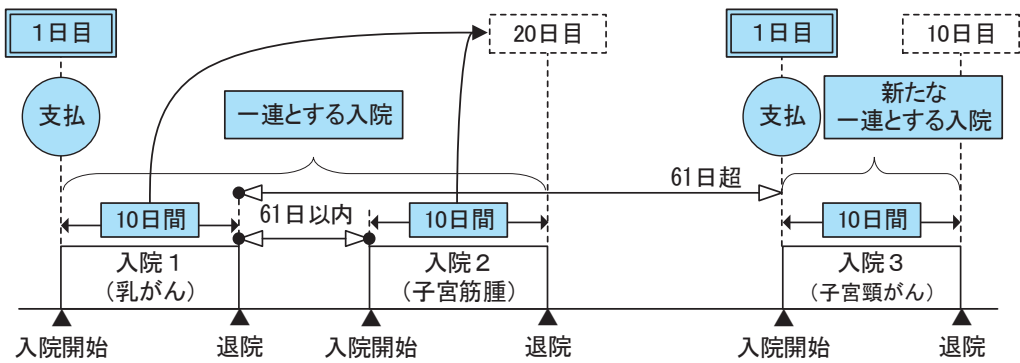 1日目
20日目
1日目
10日目
支払
一連とする入院
支払
新たな
一連とする入院
61日超
10日間
61日以内
10日間
10日間
入院1
(乳がん)
入院2
(子宮筋腫)
入院3
(子宮頸がん)
入院開始
退院
入院開始
退院
入院開始
退院